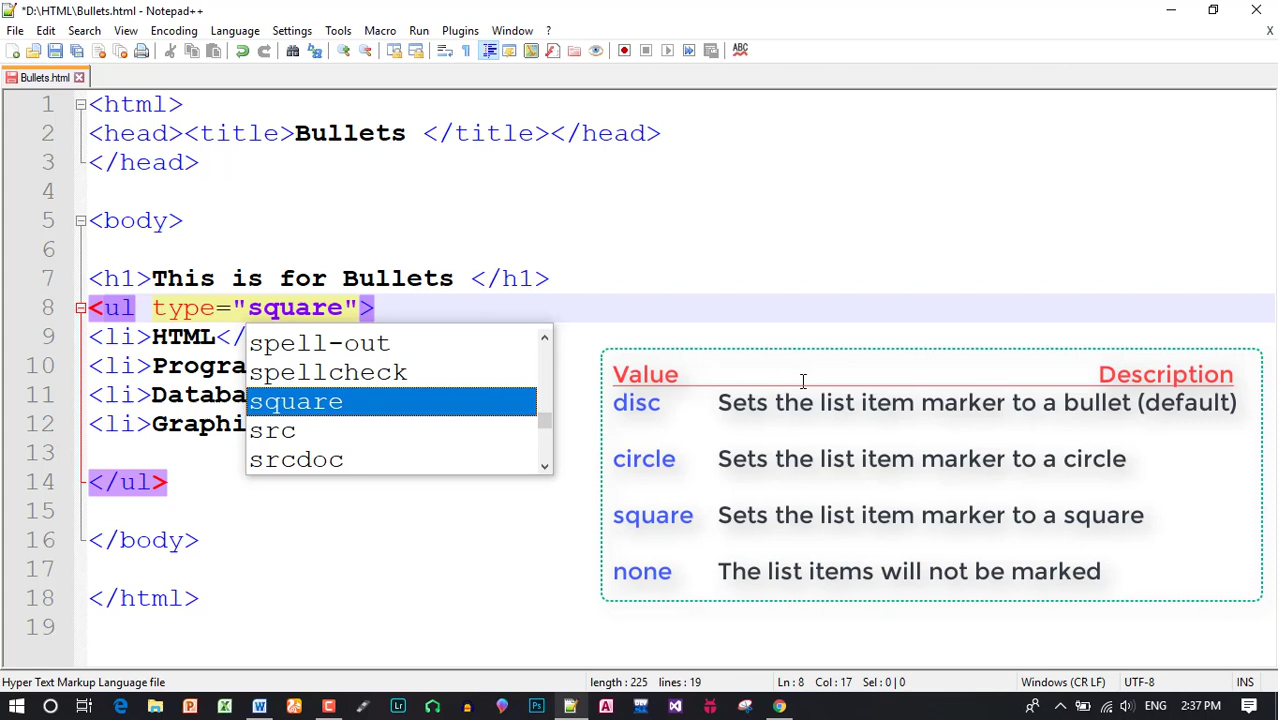 *D:\HTML\Bullets.html - Notepad++
File Edit Search View Encoding Language Settings Tools Macro Run Plugins Window ? X
Bullets.html
1 <html>
2 <head><title>Bullets </title></head>
3 </head>
4
5 <body>
6
7 <h1>This is for Bullets </h1>
8 <ul type="square">
9 <li>HTML</
10 <li>Progra
11 <li>Databa
12 <li>Graphi
13
14 </ul>
15
16 </body>
17
18 </html>
19
spell-out
spellcheck
square
src
srcdoc
Value Description
disc Sets the list item marker to a bullet (default)
circle Sets the list item marker to a circle
square Sets the list item marker to a square
none The list items will not be marked
Hyper Text Markup Language file length : 225 lines : 19 Ln : 8 Col : 17 Sel : 0 | 0 Windows (CR LF) UTF-8 INS
ENG 2:37 PM